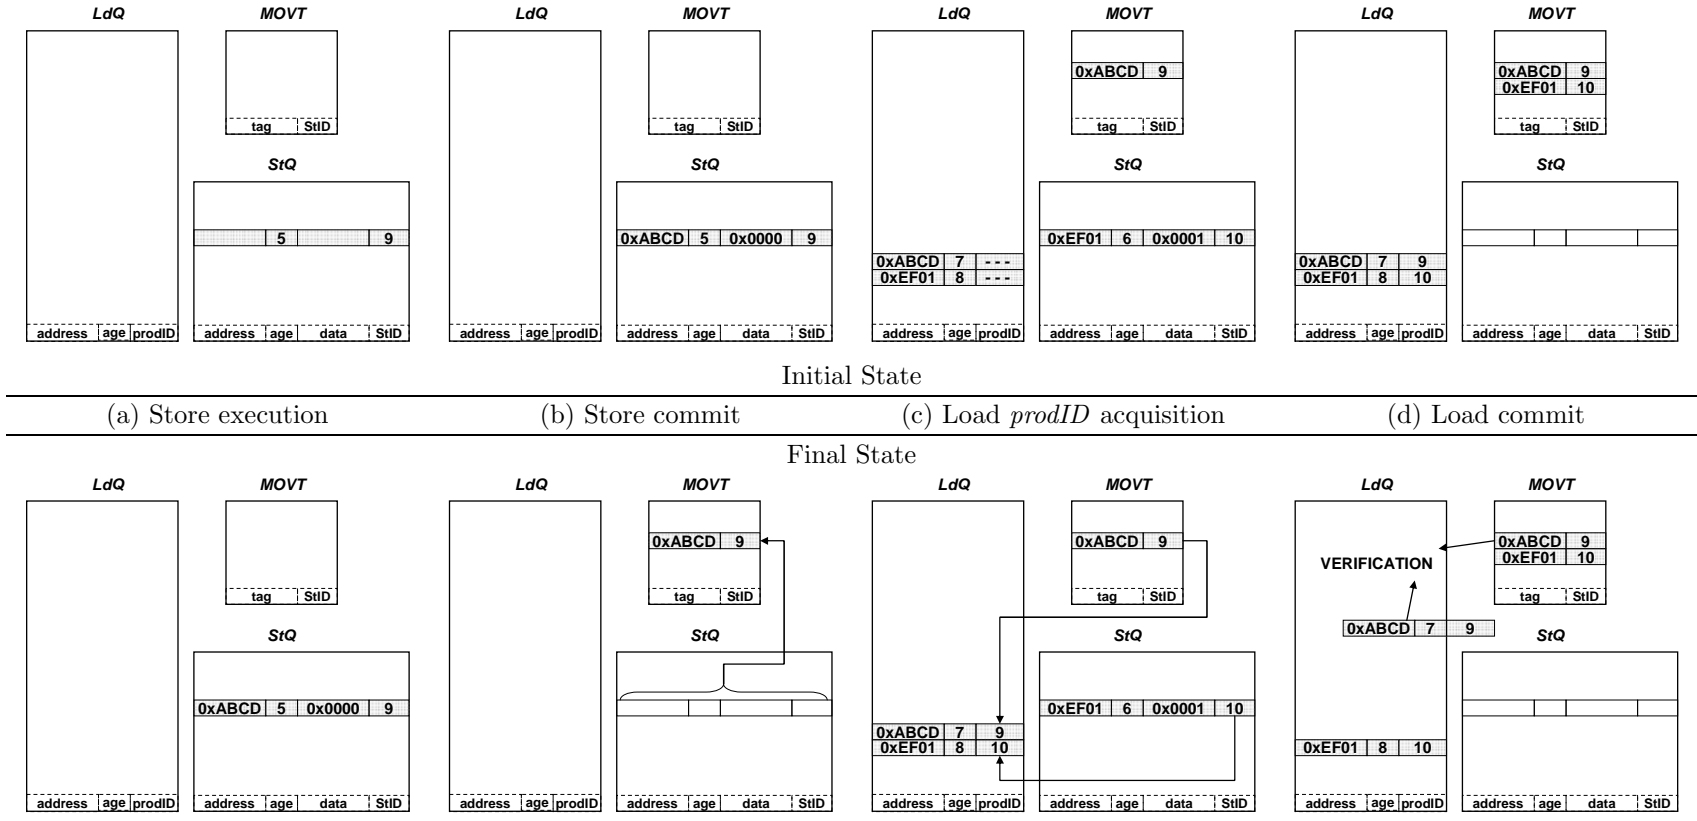 LdQ MOVT LdQ MOVT LdQ MOVT LdQ MOVT
0xABCD 9
0xABCD 9 0xEF01 10
tag StID tag StID tag StID tag StID
StQ StQ StQ StQ
5 9 0xABCD 5 0x0000 9 0xEF01 6 0x0001 10
0xABCD 7 - - - 0xABCD 7 9
0xEF01 8 - - - 0xEF01 8 10
address age prodID address age data StID address age prodID address age data StID address age prodID address age data StID address age prodID address age data StID
Initial State
(a) Store execution (b) Store commit (c) Load prodID acquisition (d) Load commit
Final State
LdQ MOVT LdQ MOVT LdQ MOVT LdQ MOVT
0xABCD 9 0xABCD 9 0xABCD 9
VERIFICATION 0xEF01 10
tag StID tag StID tag StID tag StID
0xABCD 7 9
StQ StQ StQ StQ
0xABCD 5 0x0000 9 0xEF01 6 0x0001 10
0xABCD 7 9
0xEF01 8 10 0xEF01 8 10
address age prodID address age data StID address age prodID address age data StID address age prodID address age data StID address age prodID address age data StID